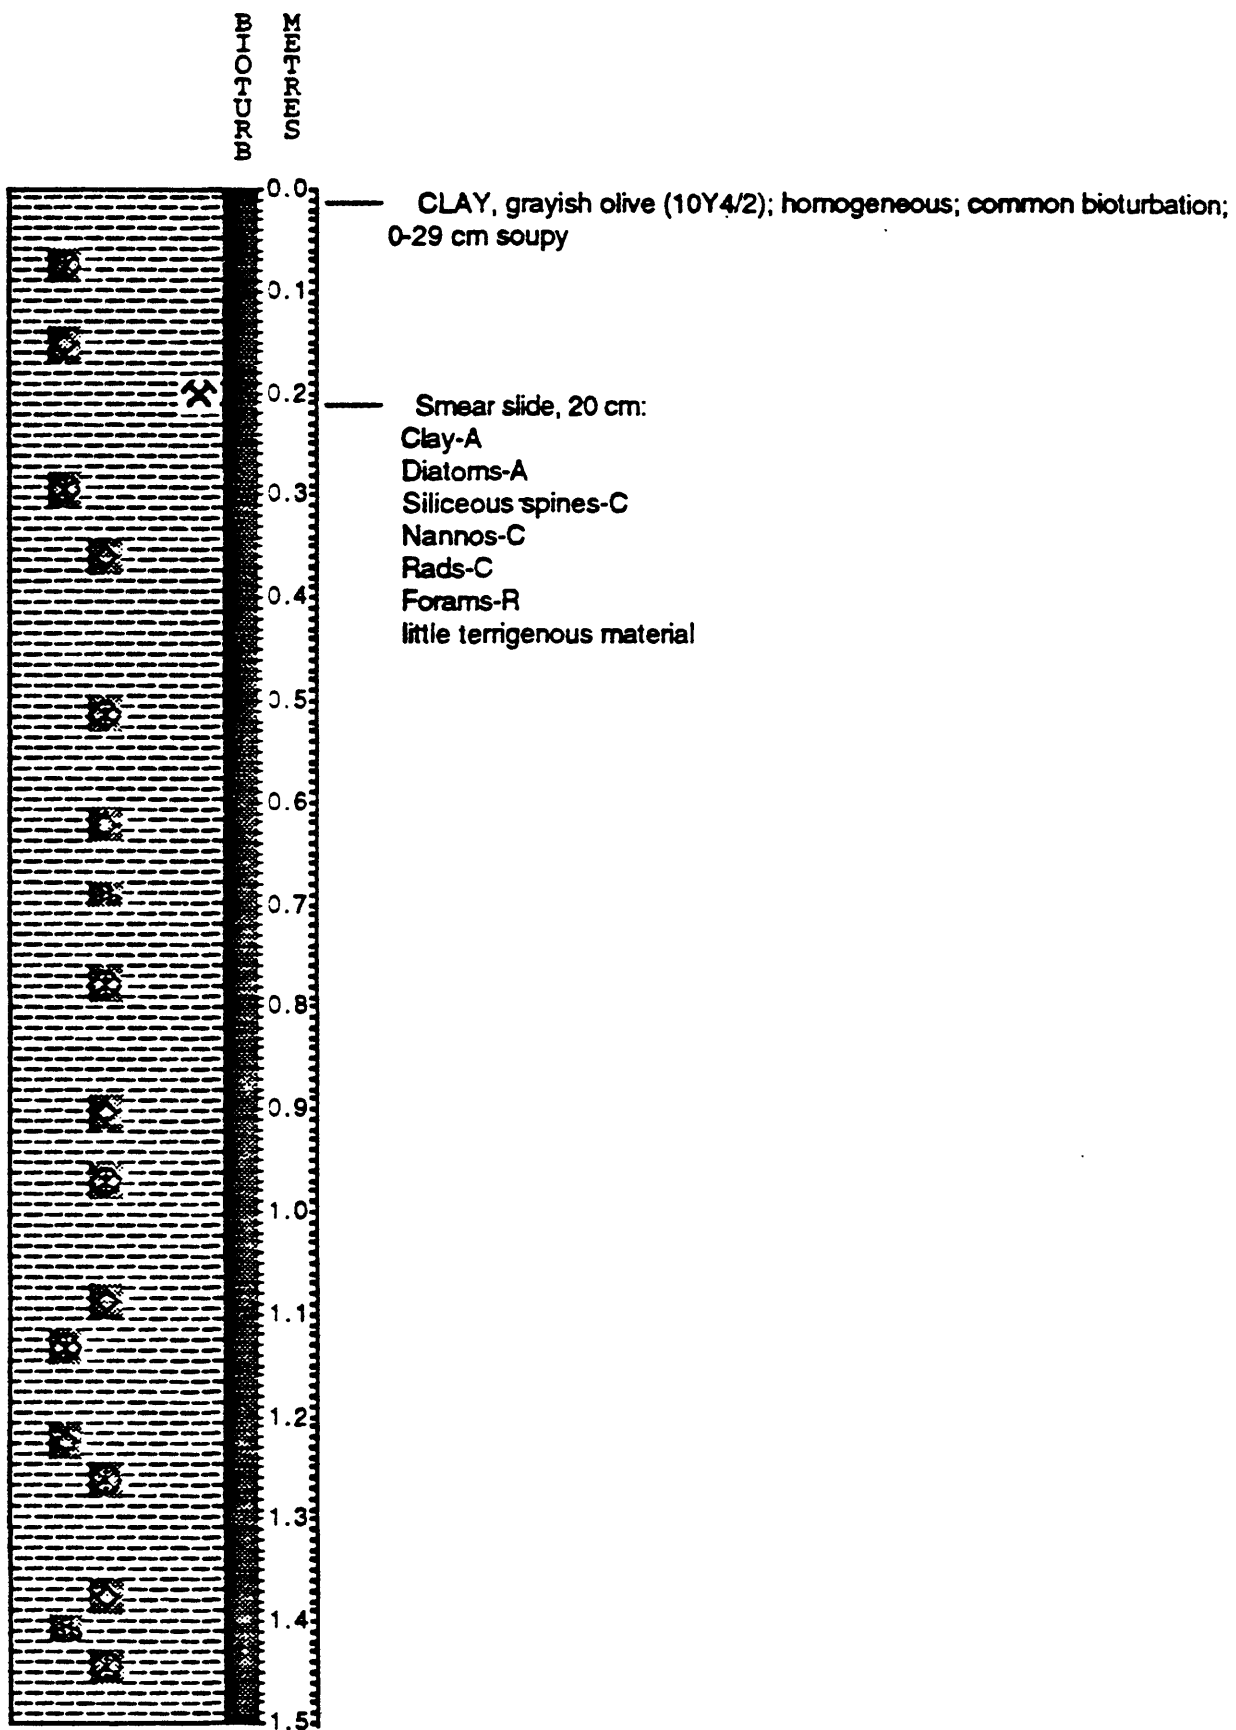 BIOTURB
METRES
0.0
CLAY, grayish olive (10Y4/2); homogeneous; common bioturbation;
0-29 cm soupy
0.1
0.2
Smear slide, 20 cm:
Clay-A
Diatoms-A
0.3
Siliceous spines-C
Nannos-C
Rads-C
0.4
Forams-R
little terrigenous material
0.5
0.6
0.7
0.8
0.9
1.0
1.1
1.2
1.3
1.4
1.5